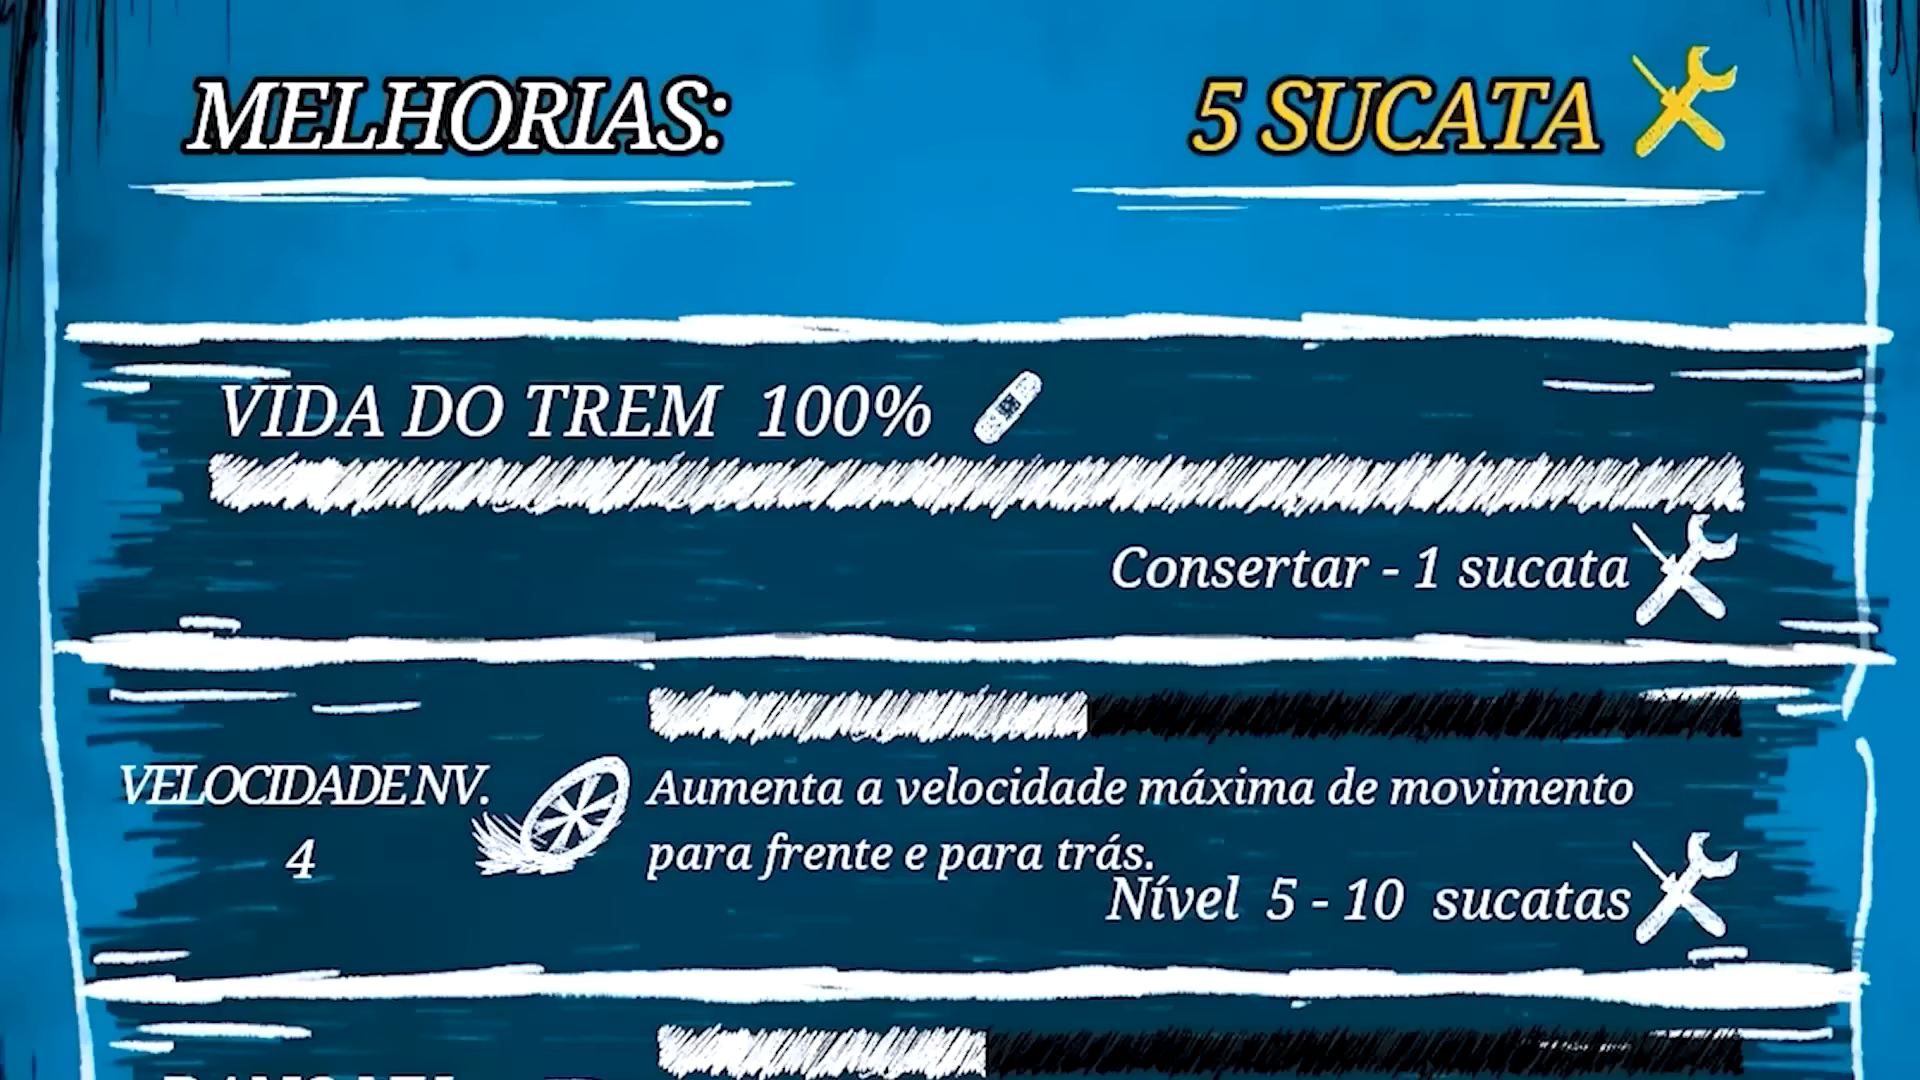 MELHORIAS:
5 SUCATA
VIDA DO TREM 100%
Consertar - 1 sucata
VELOCIDADE NV.
4
Aumenta a velocidade máxima de movimento
para frente e para trás.
Nível 5 - 10 sucatas